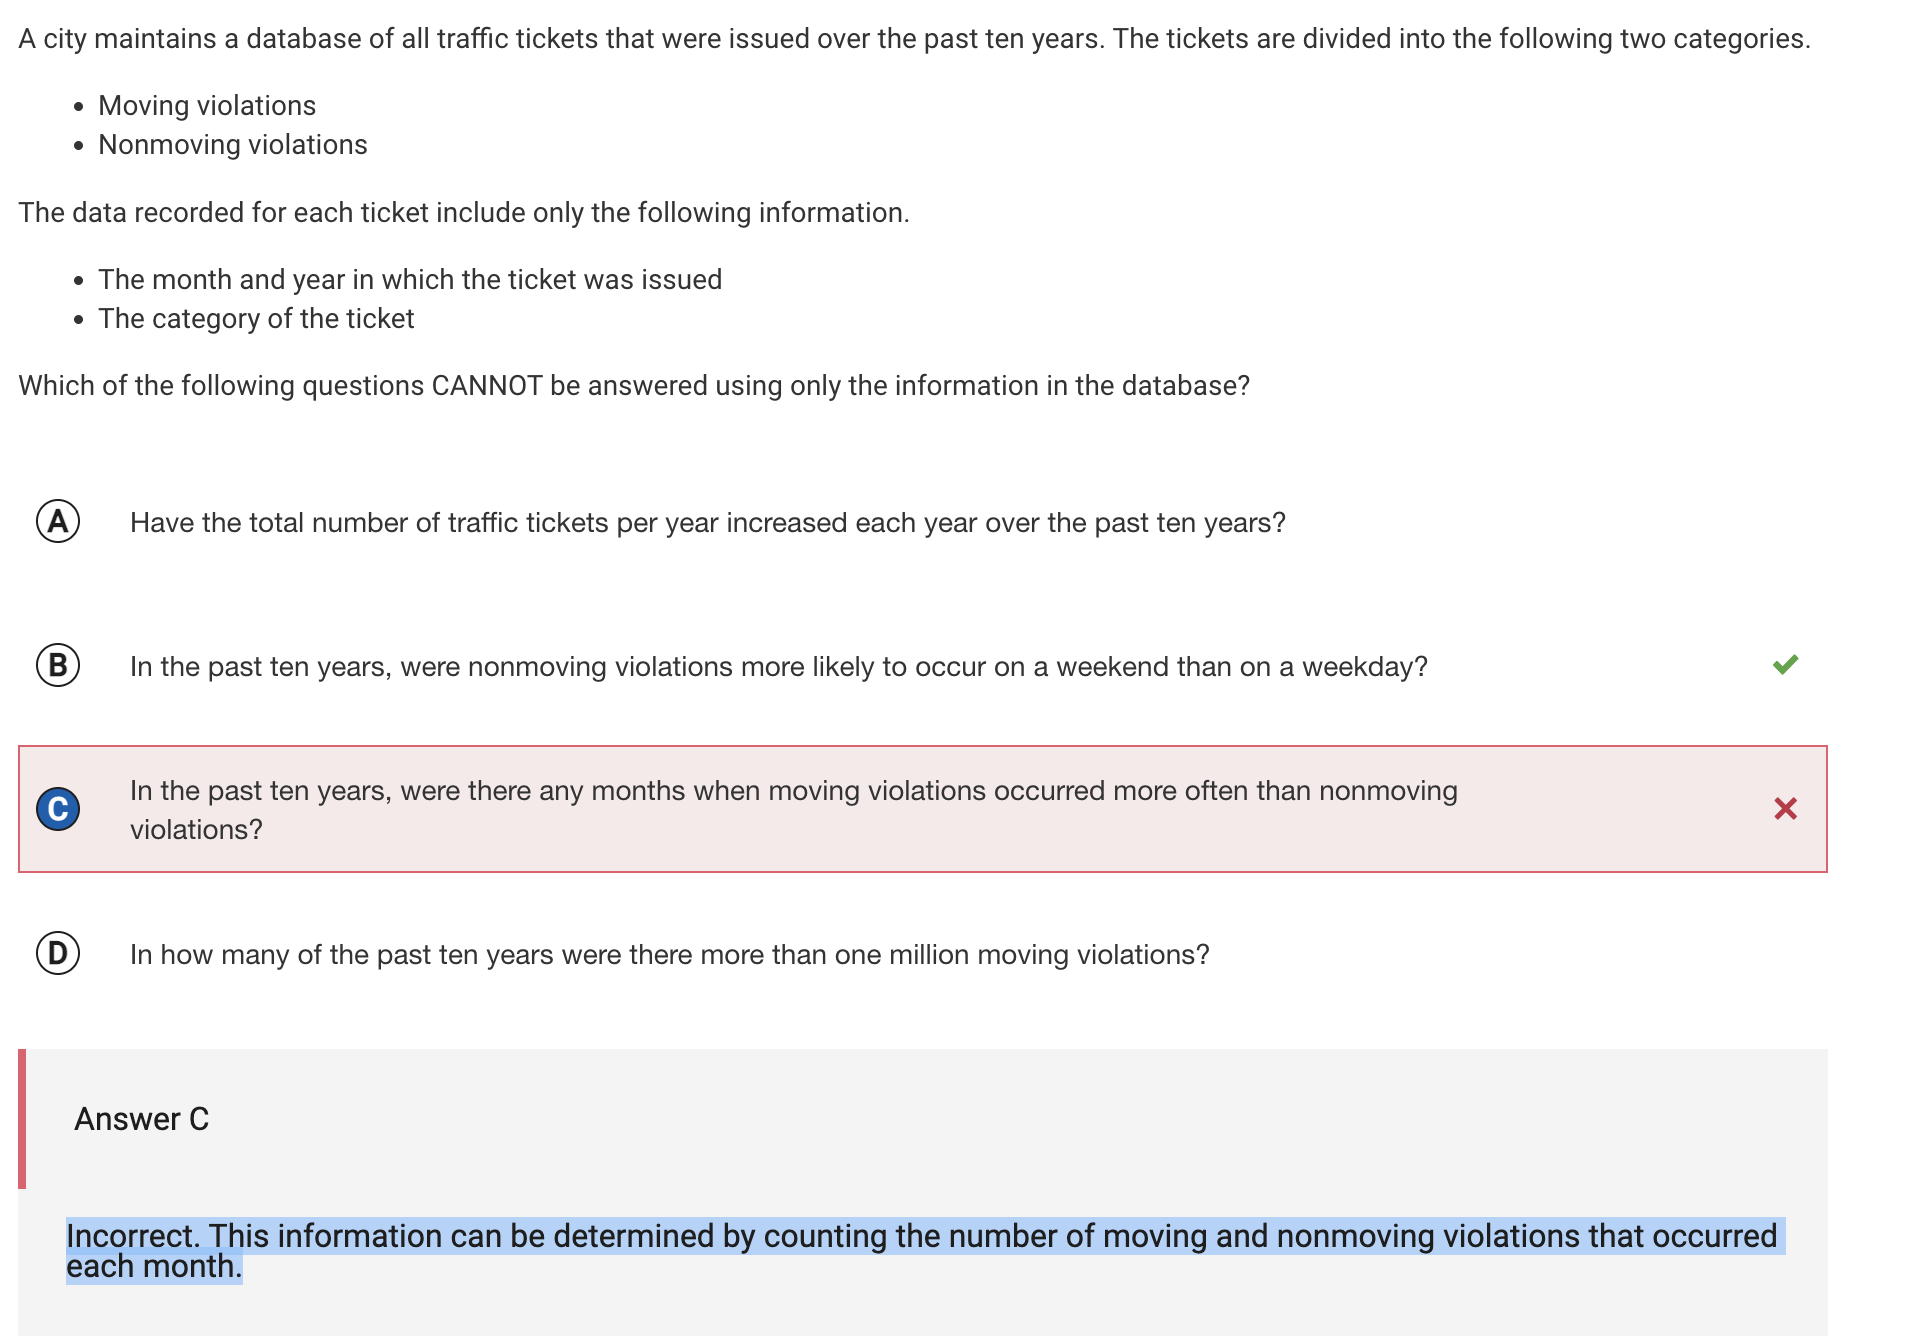 A city maintains a database of all traffic tickets that were issued over the past ten years. The tickets are divided into the following two categories.
• Moving violations
• Nonmoving violations
The data recorded for each ticket include only the following information.
• The month and year in which the ticket was issued
• The category of the ticket
Which of the following questions CANNOT be answered using only the information in the database?
A Have the total number of traffic tickets per year increased each year over the past ten years?
B In the past ten years, were nonmoving violations more likely to occur on a weekend than on a weekday?
C In the past ten years, were there any months when moving violations occurred more often than nonmoving
violations?
D In how many of the past ten years were there more than one million moving violations?
Answer C
Incorrect. This information can be determined by counting the number of moving and nonmoving violations that occurred
each month.